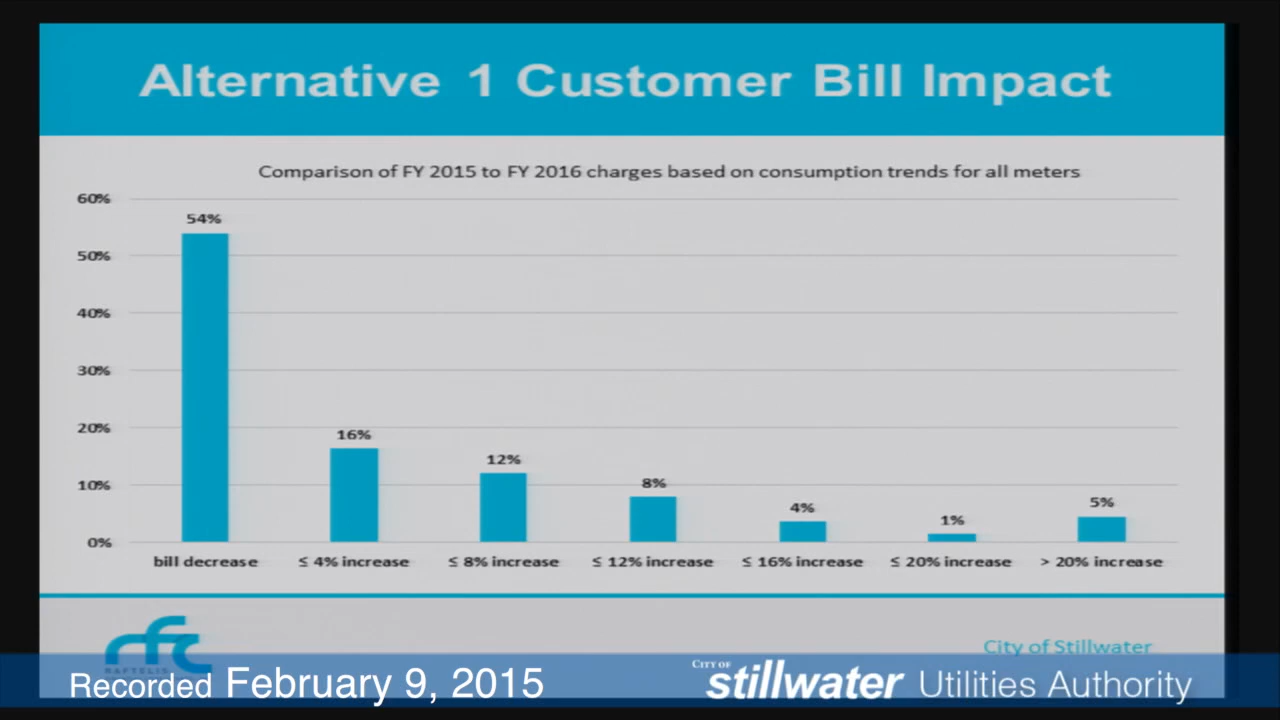 Alternative 1 Customer Bill Impact
Comparison of FY 2015 to FY 2016 charges based on consumption trends for all meters
60%
50%
40%
30%
20%
10%
0%
54%
16%
12%
8%
4%
1%
5%
bill decrease
≤ 4% increase
≤ 8% increase
≤ 12% increase
≤ 16% increase
≤ 20% increase
> 20% increase
rfc
RAFTELIS
City of Stillwater
Recorded February 9, 2015
CITY OF
stillwater Utilities Authority